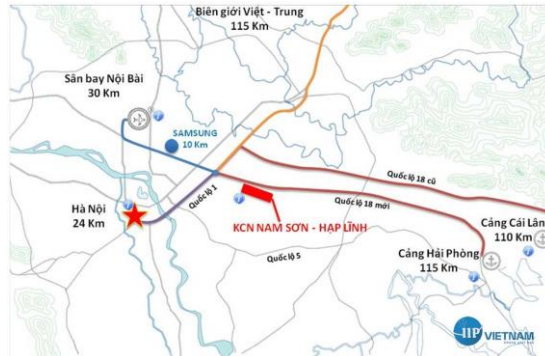 Biên giới Việt - Trung
115 Km
Sân bay Nội Bài
30 Km
SAMSUNG
10 Km
Quốc lộ 1
Quốc lộ 18 cũ
Hà Nội
24 Km
KCN NAM SƠN - HẠP LĨNH
Quốc lộ 18 mới
Cảng Cái Lân
110 Km
Cảng Hải Phòng
115 Km
Quốc lộ 5
IIP VIETNAM